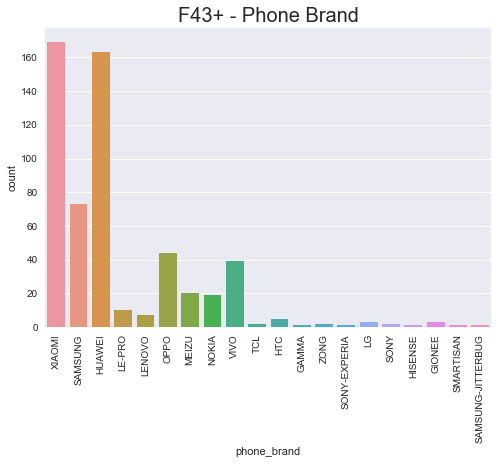 F43+ - Phone Brand
count
160
140
120
100
80
60
40
20
0
XIAOMI
SAMSUNG
HUAWEI
LE-PRO
LENOVO
OPPO
MEIZU
NOKIA
VIVO
TCL
HTC
GAMMA
ZONG
SONY-EXPERIA
LG
SONY
HISENSE
GIONEE
SMARTISAN
SAMSUNG-JITTERBUG
phone_brand